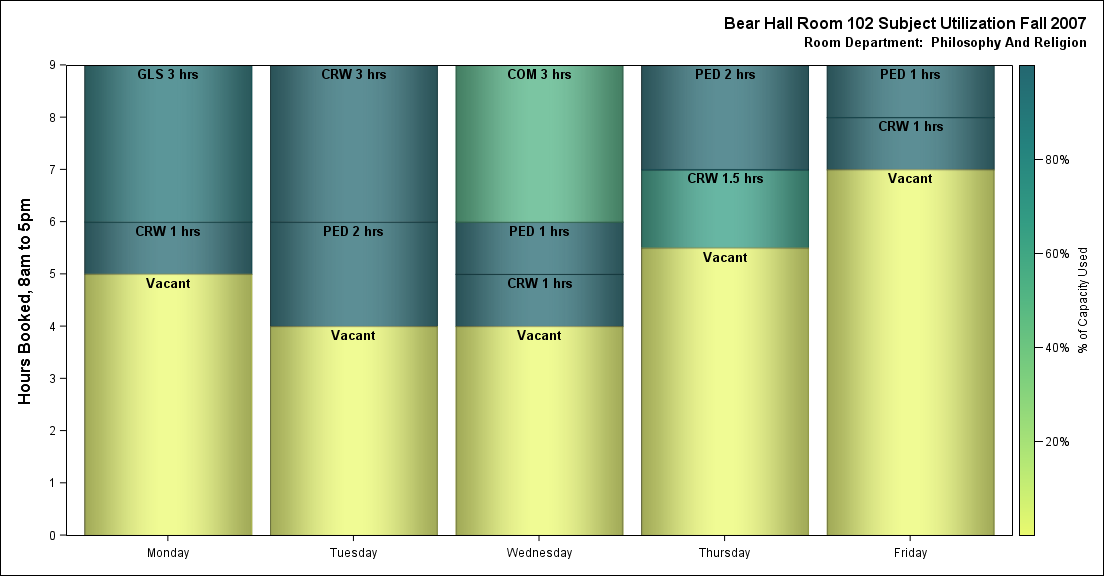 Bear Hall Room 102 Subject Utilization Fall 2007
Room Department:  Philosophy And Religion
Hours Booked, 8am to 5pm
9
8
7
6
5
4
3
2
1
0
GLS 3 hrs
CRW 1 hrs
Vacant
CRW 3 hrs
PED 2 hrs
Vacant
COM 3 hrs
PED 1 hrs
CRW 1 hrs
Vacant
PED 2 hrs
CRW 1.5 hrs
Vacant
PED 1 hrs
CRW 1 hrs
Vacant
Monday
Tuesday
Wednesday
Thursday
Friday
80%
60%
40%
20%
% of Capacity Used